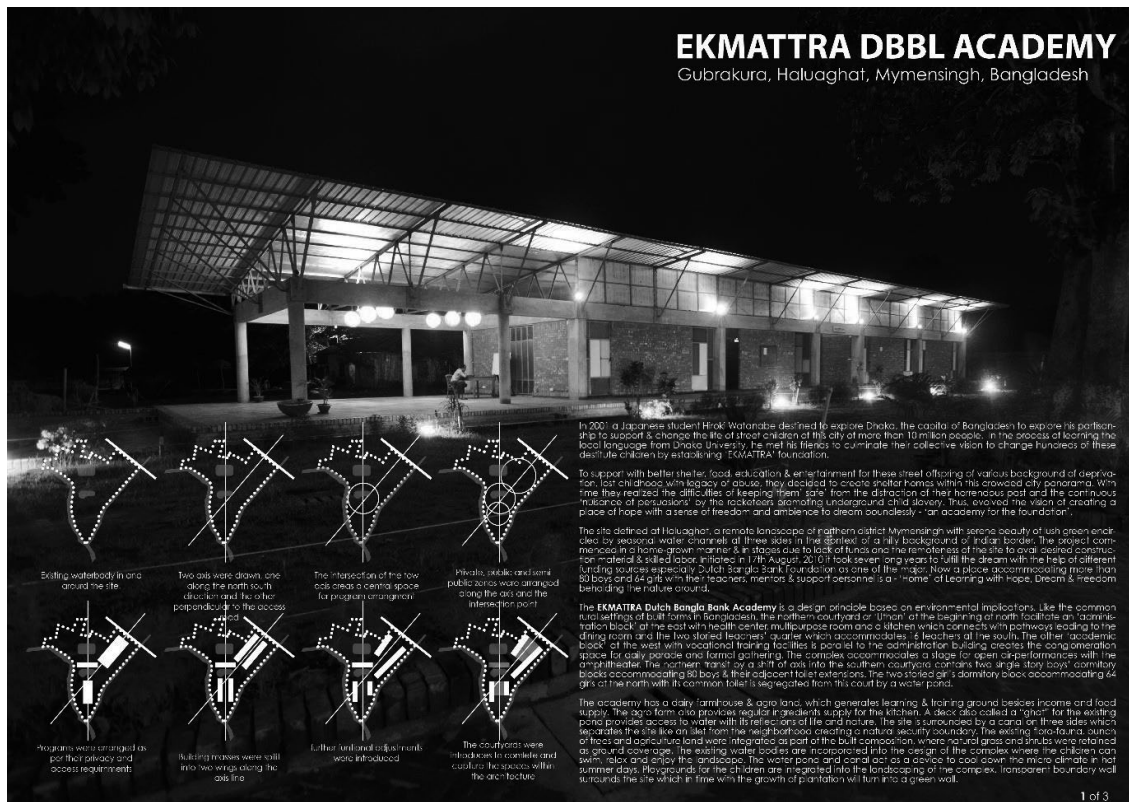 EKMATTRA DBBL ACADEMY
Gubrakura, Haluaghat, Mymensingh, Bangladesh
In 2001 a Japanese student Hiroki Watanabe destined to explore Dhaka, the capital of Bangladesh to explore his partisan-
ship to support & change the life of street children of this city of more than 10 million people. In the process of learning the
local language from Dhaka University, he met his friends to culminate their collective vision to change hundreds of these
destitute children by establishing 'EKMATTRA' foundation.
To support with better shelter, food, education & entertainment for these street offspring of various background of depriva-
tion, lost childhood with legacy of abuse, they decided to create shelter homes within this crowded city panorama. With
time they realized the difficulties of keeping them' safe' from the distraction of their horrendous past and the continuous
'nuisance of persuasions' by the racketeers promoting underground child slavery. Thus, evolved the vision of creating a
place of hope with a sense of freedom and ambience to dream boundlessly - 'an academy for the foundation'.
The site defined at Haluaghat, a remote landscape of northern district Mymensingh with serene beauty of lush green encir-
cled by seasonal water channels at three sides in the context of a hilly background of Indian border. The project com-
menced in a home-grown manner & in stages due to lack of funds and the remoteness of the site to avail desired construc-
tion material & skilled labor. Initiated in 17th August, 2010 it took seven long years to fulfill the dream with the help of different
funding sources especially Dutch Bangla Bank Foundation as one of the major. Now a place accommodating more than
80 boys and 64 girls with their teachers, mentors & support personnel is a - 'Home' of Learning with Hope, Dream & Freedom
beholding the nature around.
The EKMATTRA Dutch Bangla Bank Academy is a design principle based on environmental implications. Like the common
rural settings of built forms in Bangladesh, the northern courtyard or 'Uthan' at the beginning at north facilitate an 'adminis-
tration block' at the east with health center, multipurpose room and a kitchen which connects with pathways leading to the
dining room and the two storied teachers' quarter which accommodates 16 teachers at the south. The other 'academic
block' at the west with vocational training facilities is parallel to the administration building creates the conglomeration
space for daily parade and formal gathering. The complex accommodates a stage for open air-performances with the
amphitheater. The northern transit by a shift of axis into the southern courtyard contains two single story boys' dormitory
blocks accommodating 80 boys & their adjacent toilet extensions. The two storied girl's dormitory block accommodating 64
girls at the north with its common toilet is segregated from this court by a water pond.
The academy has a dairy farmhouse & agro land, which generates learning & training ground besides income and food
supply. The agro farm also provides regular ingredients supply for the kitchen. A deck also called a "ghat" for the existing
pond provides access to water with its reflections of life and nature. The site is surrounded by a canal on three sides which
separates the site like an islet from the neighborhood creating a natural security boundary. The existing flora-fauna, bunch
of trees and agriculture land were integrated as part of the built composition, where natural grass and shrubs were retained
as ground coverage. The existing water bodies are incorporated into the design of the complex where the children can
swim, relax and enjoy the landscape. The water pond and canal act as a device to cool down the micro climate in hot
summer days. Playgrounds for the children are integrated into the landscaping of the complex. Transparent boundary wall
surrounds the site which in time with the growth of plantation will turn into a green wall.
Existing waterbody in and
around the site
Two axis were drawn, one
along the north south
direction and the other
perpendicular to the access
road
The intersection of the tow
axis creas a central space
for program arrangment
Private, public and semi
public zones ware arranged
along the axis and the
intersection point
Programs were arranged as
per their privacy and
access requirments
Building masses were split
into two wings along the
axis line
further funtional adjustments
were introduced
The courtyards were
introduces to comlete and
capture the spaces within
the architecture
1 of 3